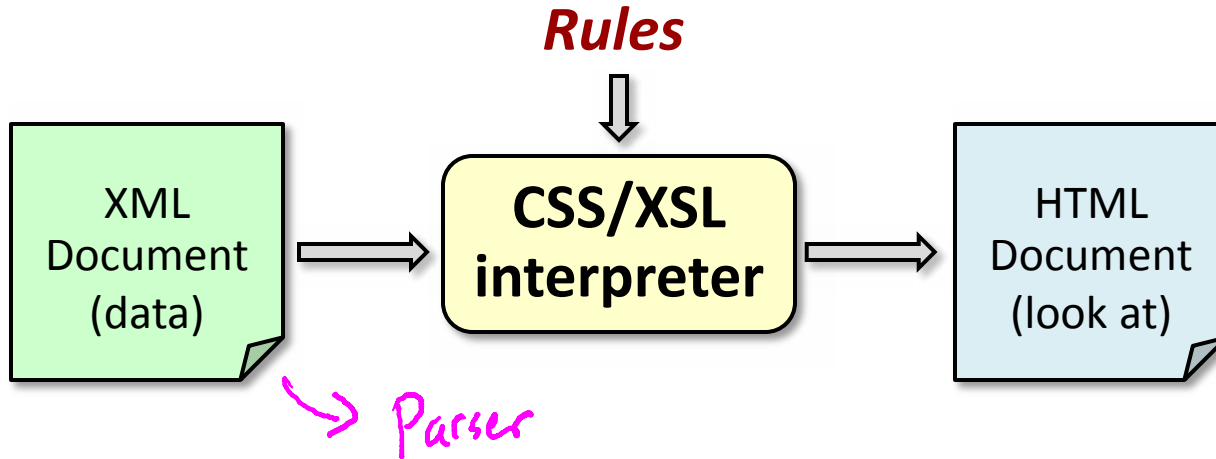 Rules
XML
Document
(data)
CSS/XSL
interpreter
HTML
Document
(look at)
Parser